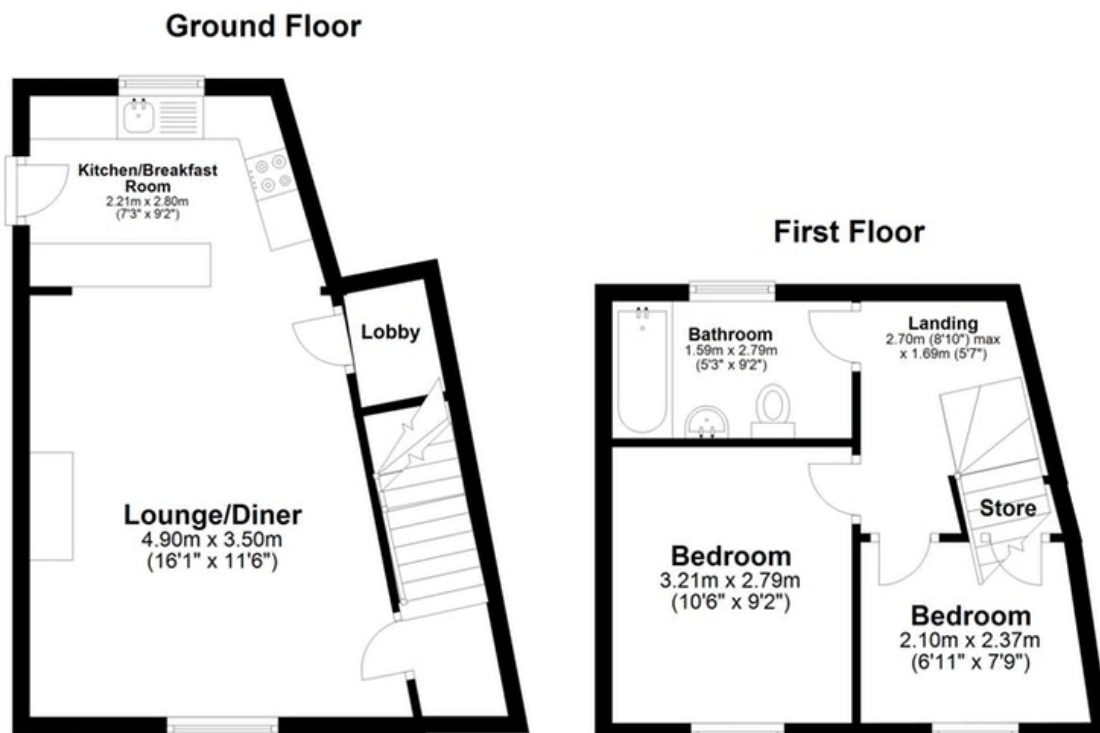 Ground Floor
Kitchen/Breakfast
Room
2.21m x 2.80m
(7'3" x 9'2")
Lobby
Lounge/Diner
4.90m x 3.50m
(16'1" x 11'6")
First Floor
Bathroom
1.59m x 2.79m
(5'3" x 9'2")
Landing
2.70m (8'10") max
x 1.69m (5'7")
Store
Bedroom
3.21m x 2.79m
(10'6" x 9'2")
Bedroom
2.10m x 2.37m
(6'11" x 7'9")